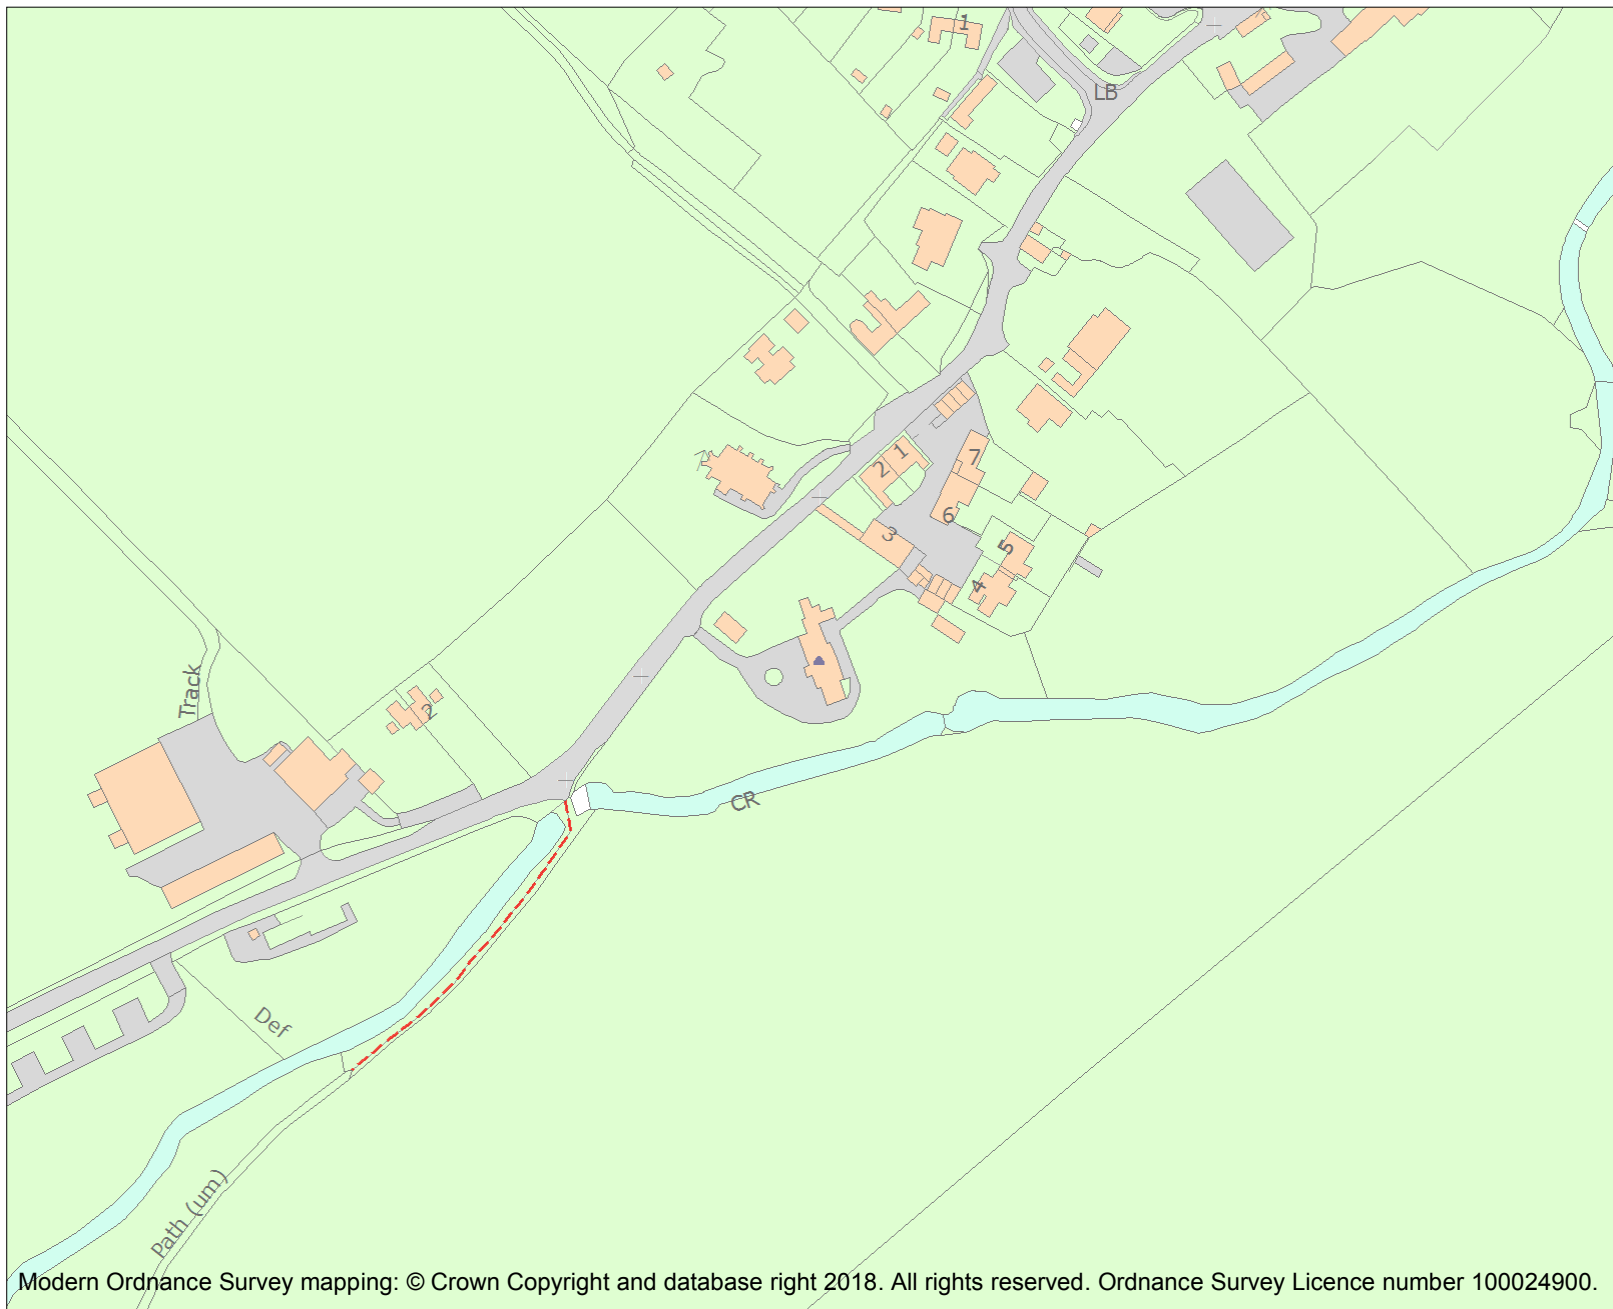 1
LB
7
1
2
6
3
5
4
Track
2
CR
Def
Path (um)
Modern Ordnance Survey mapping: © Crown Copyright and database right 2018. All rights reserved. Ordnance Survey Licence number 100024900.